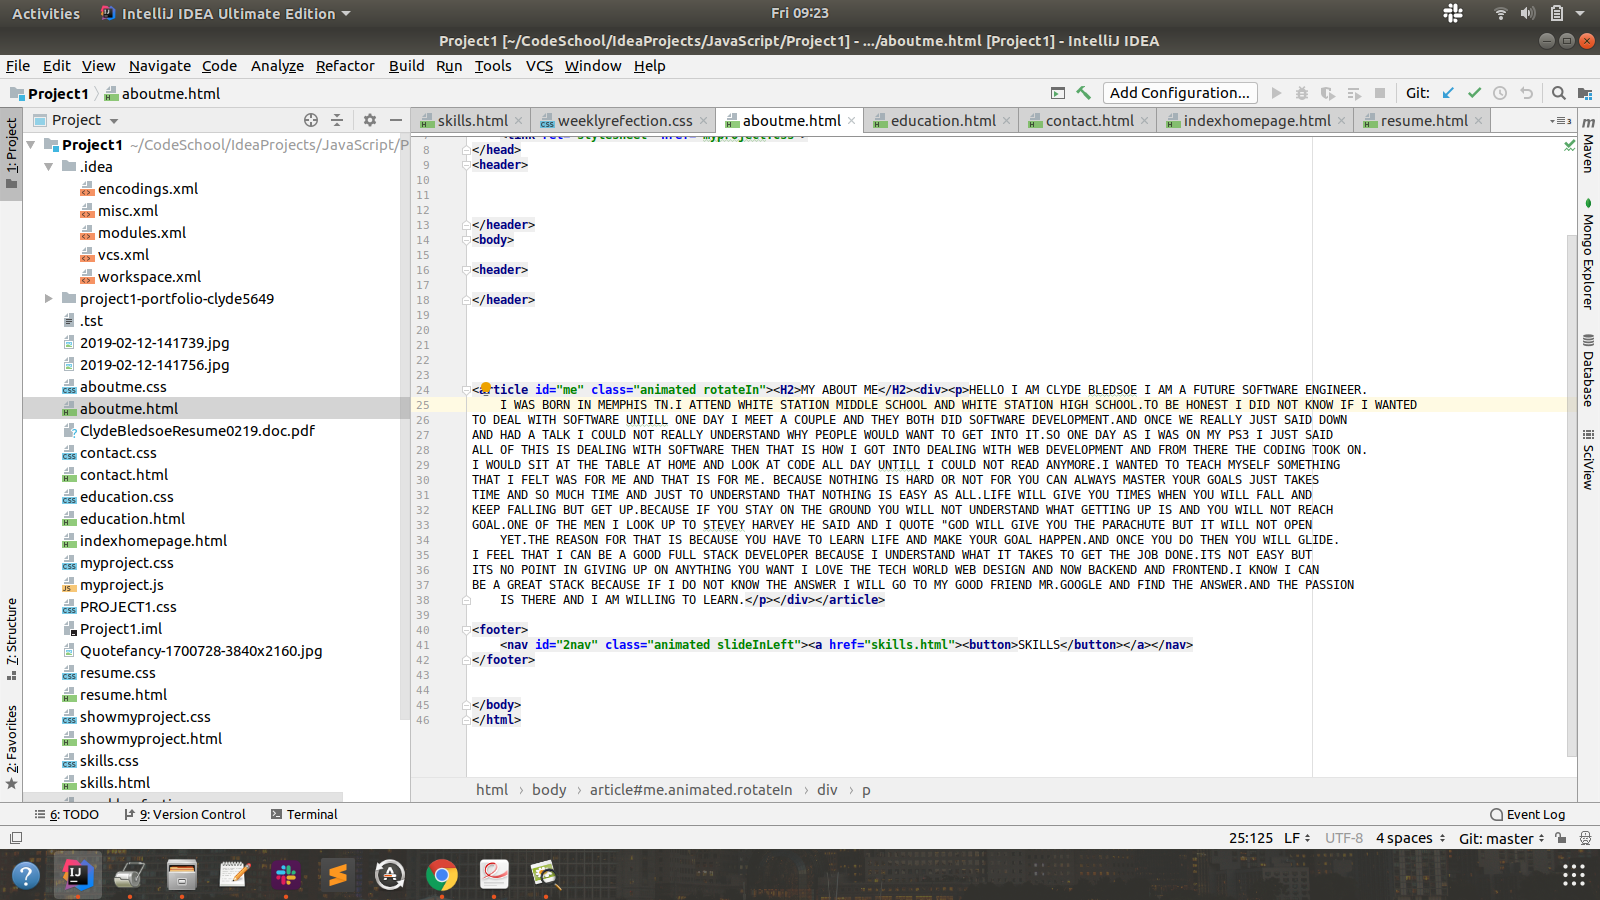 Activities IntelliJ IDEA Ultimate Edition Fri 09:23
Project1 [~/CodeSchool/IdeaProjects/JavaScript/Project1] - .../aboutme.html [Project1] - IntelliJ IDEA
File Edit View Navigate Code Analyze Refactor Build Run Tools VCS Window Help
Project1 aboutme.html Add Configuration... Git:
Project
skills.html weeklyrefection.css aboutme.html education.html contact.html indexhomepage.html resume.html 3
1: Project
7: Structure
2: Favorites
Project1 ~/CodeSchool/IdeaProjects/JavaScript/P
.idea
encodings.xml
misc.xml
modules.xml
vcs.xml
workspace.xml
project1-portfolio-clyde5649
.tst
2019-02-12-141739.jpg
2019-02-12-141756.jpg
aboutme.css
aboutme.html
ClydeBledsoeResume0219.doc.pdf
contact.css
contact.html
education.css
education.html
indexhomepage.html
myproject.css
myproject.js
PROJECT1.css
Project1.iml
Quotefancy-1700728-3840x2160.jpg
resume.css
resume.html
showmyproject.css
showmyproject.html
skills.css
skills.html
8 </head>
9 <header>
10
11
12
13 </header>
14 <body>
15
16 <header>
17
18 </header>
19
20
21
22
23
24 <article id="me" class="animated rotateIn"><H2>MY ABOUT ME</H2><div><p>HELLO I AM CLYDE BLEDSOE I AM A FUTURE SOFTWARE ENGINEER.
25 I WAS BORN IN MEMPHIS TN.I ATTEND WHITE STATION MIDDLE SCHOOL AND WHITE STATION HIGH SCHOOL.TO BE HONEST I DID NOT KNOW IF I WANTED
26 TO DEAL WITH SOFTWARE UNTILL ONE DAY I MEET A COUPLE AND THEY BOTH DID SOFTWARE DEVELOPMENT.AND ONCE WE REALLY JUST SAID DOWN
27 AND HAD A TALK I COULD NOT REALLY UNDERSTAND WHY PEOPLE WOULD WANT TO GET INTO IT.SO ONE DAY AS I WAS ON MY PS3 I JUST SAID
28 ALL OF THIS IS DEALING WITH SOFTWARE THEN THAT IS HOW I GOT INTO DEALING WITH WEB DEVELOPMENT AND FROM THERE THE CODING TOOK ON.
29 I WOULD SIT AT THE TABLE AT HOME AND LOOK AT CODE ALL DAY UNTILL I COULD NOT READ ANYMORE.I WANTED TO TEACH MYSELF SOMETHING
30 THAT I FELT WAS FOR ME AND THAT IS FOR ME. BECAUSE NOTHING IS HARD OR NOT FOR YOU CAN ALWAYS MASTER YOUR GOALS JUST TAKES
31 TIME AND SO MUCH TIME AND JUST TO UNDERSTAND THAT NOTHING IS EASY AS ALL.LIFE WILL GIVE YOU TIMES WHEN YOU WILL FALL AND
32 KEEP FALLING BUT GET UP.BECAUSE IF YOU STAY ON THE GROUND YOU WILL NOT UNDERSTAND WHAT GETTING UP IS AND YOU WILL NOT REACH
33 GOAL.ONE OF THE MEN I LOOK UP TO STEVEY HARVEY HE SAID AND I QUOTE "GOD WILL GIVE YOU THE PARACHUTE BUT IT WILL NOT OPEN
34 YET.THE REASON FOR THAT IS BECAUSE YOU HAVE TO LEARN LIFE AND MAKE YOUR GOAL HAPPEN.AND ONCE YOU DO THEN YOU WILL GLIDE.
35 I FEEL THAT I CAN BE A GOOD FULL STACK DEVELOPER BECAUSE I UNDERSTAND WHAT IT TAKES TO GET THE JOB DONE.ITS NOT EASY BUT
36 ITS NO POINT IN GIVING UP ON ANYTHING YOU WANT I LOVE THE TECH WORLD WEB DESIGN AND NOW BACKEND AND FRONTEND.I KNOW I CAN
37 BE A GREAT STACK BECAUSE IF I DO NOT KNOW THE ANSWER I WILL GO TO MY GOOD FRIEND MR.GOOGLE AND FIND THE ANSWER.AND THE PASSION
38 IS THERE AND I AM WILLING TO LEARN.</p></div></article>
39
40 <footer>
41 <nav id="2nav" class="animated slideInLeft"><a href="skills.html"><button>SKILLS</button></a></nav>
42 </footer>
43
44
45 </body>
46 </html>
html body article#me.animated.rotateIn div p
Maven
Mongo Explorer
Database
SciView
6: TODO 9: Version Control Terminal Event Log
25:125 LF UTF-8 4 spaces Git: master